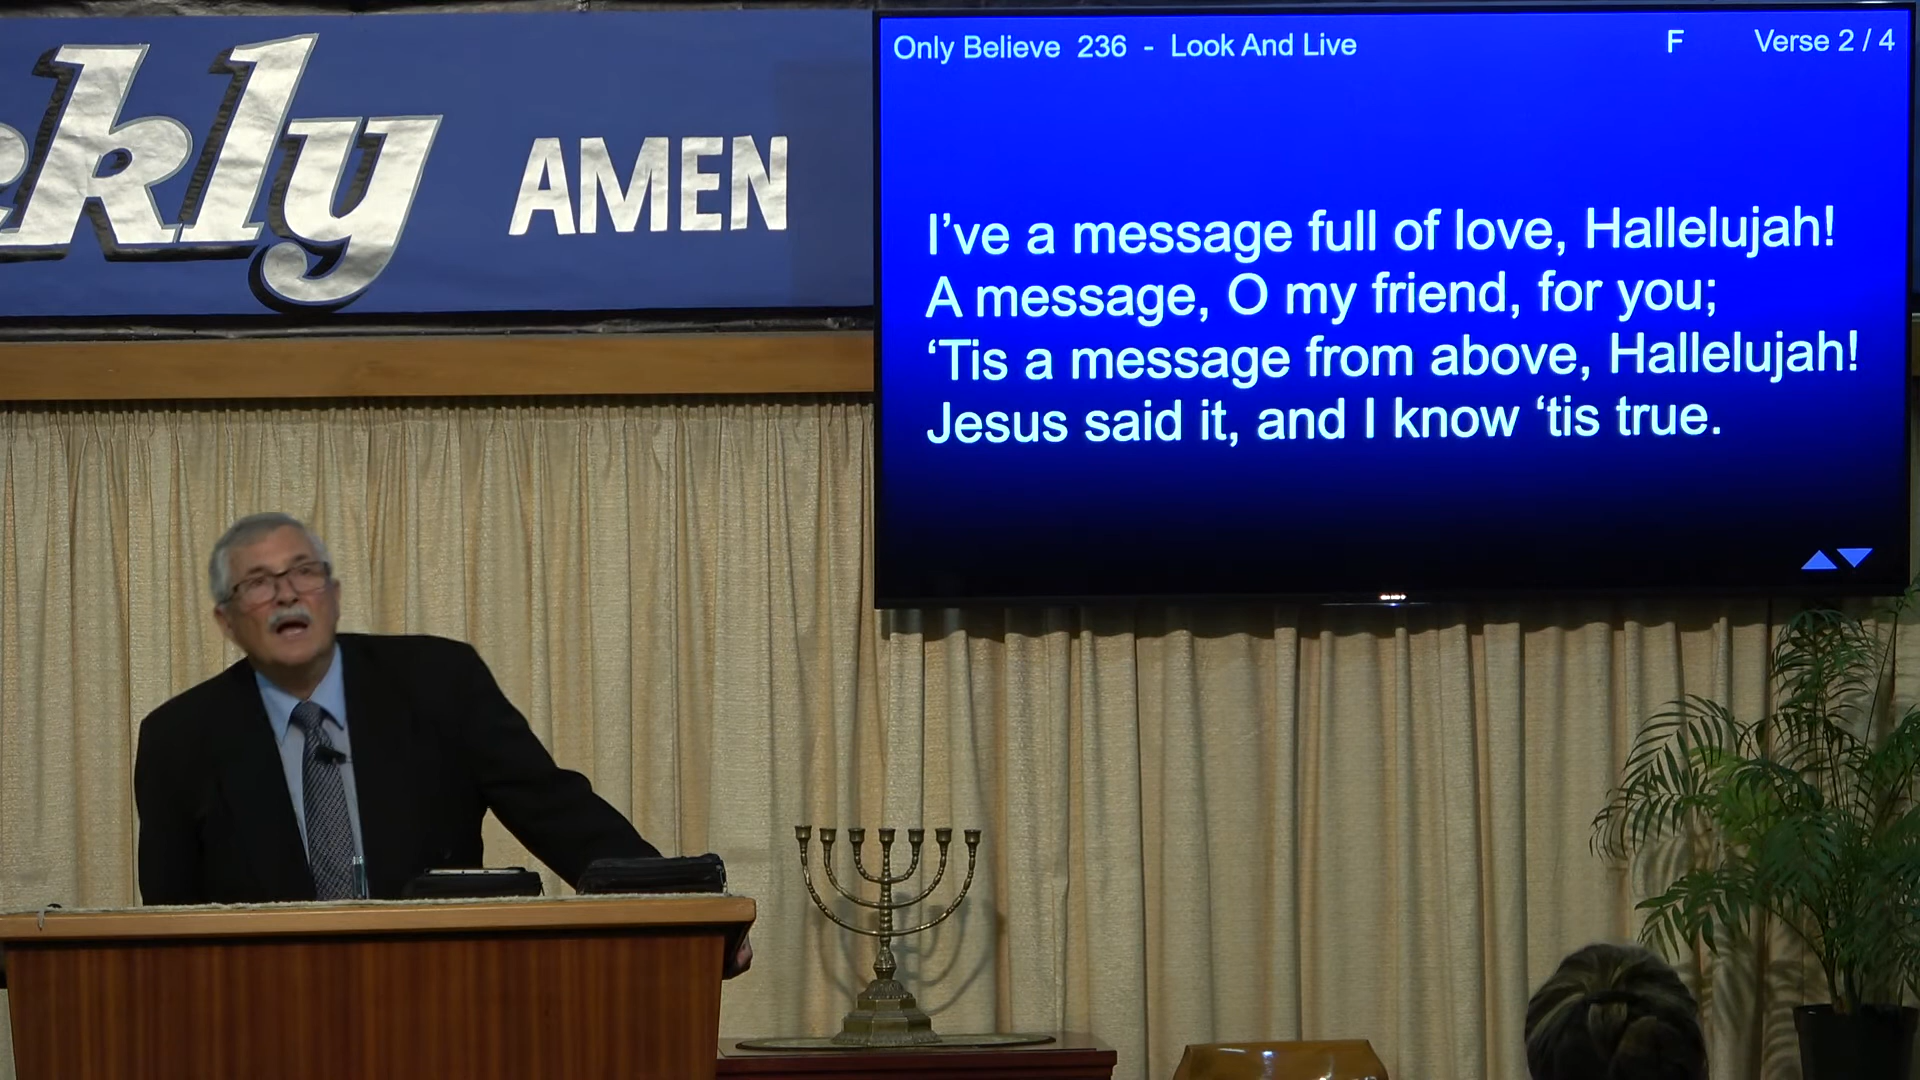 kly AMEN
Only Believe 236 - Look And Live F Verse 2 / 4
I’ve a message full of love, Hallelujah!
A message, O my friend, for you;
‘Tis a message from above, Hallelujah!
Jesus said it, and I know ‘tis true.